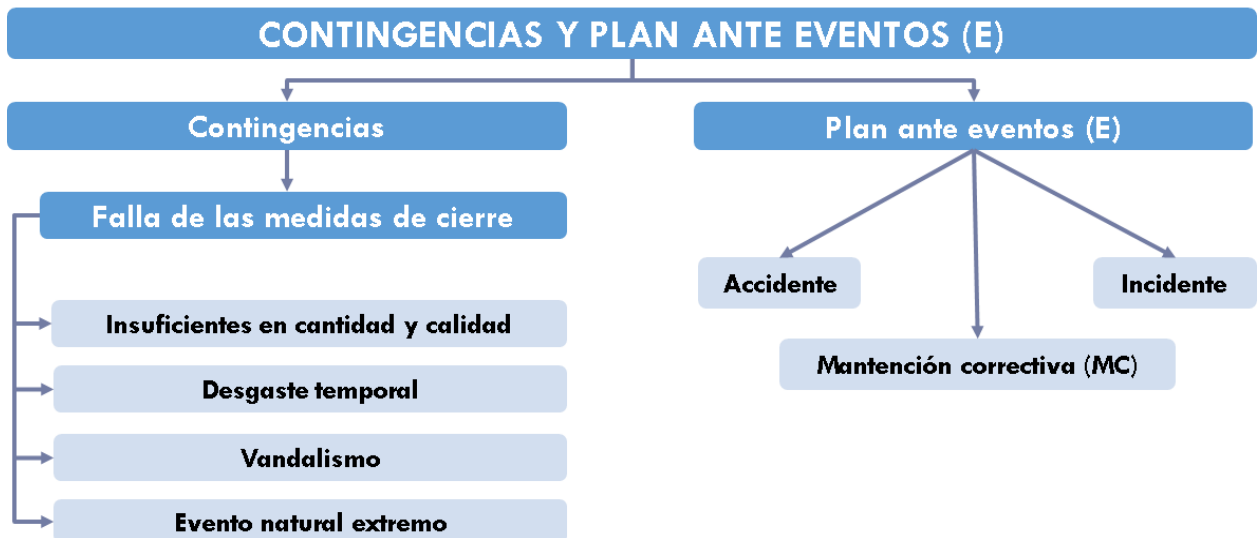 CONTINGENCIAS Y PLAN ANTE EVENTOS (E)
Contingencias
Falla de las medidas de cierre
Insuficientes en cantidad y calidad
Desgaste temporal
Vandalismo
Evento natural extremo
Plan ante eventos (E)
Accidente
Incidente
Mantención correctiva (MC)